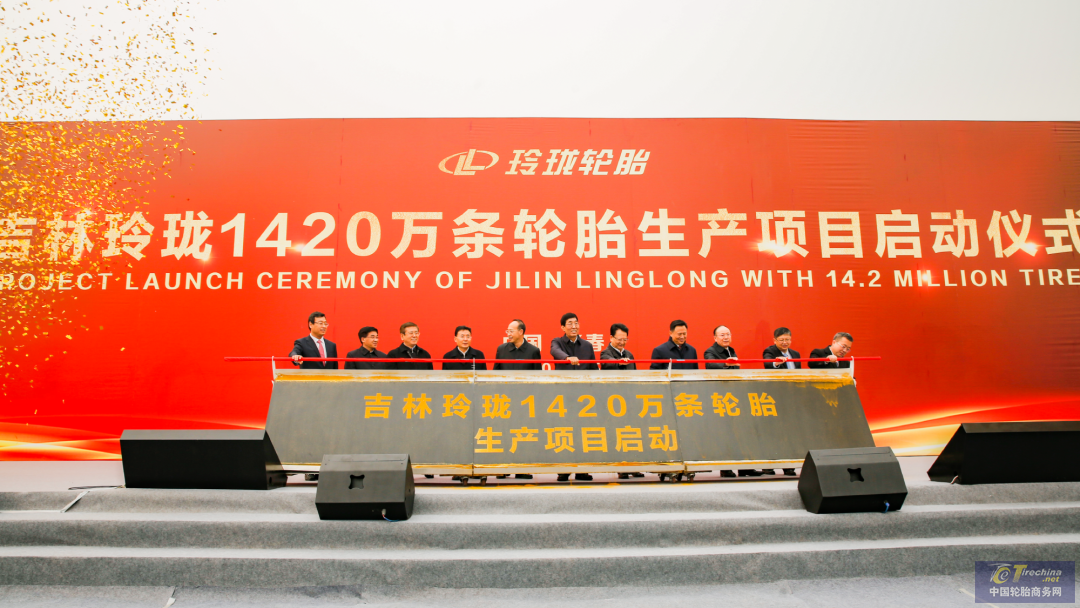 玲珑轮胎
吉林玲珑1420万条轮胎生产项目启动仪式
PROJECT LAUNCH CEREMONY OF JILIN LINGLONG WITH 14.2 MILLION TIRE
春
吉林玲珑1420万条轮胎
生产项目启动
Tirechina
.net
中国轮胎商务网